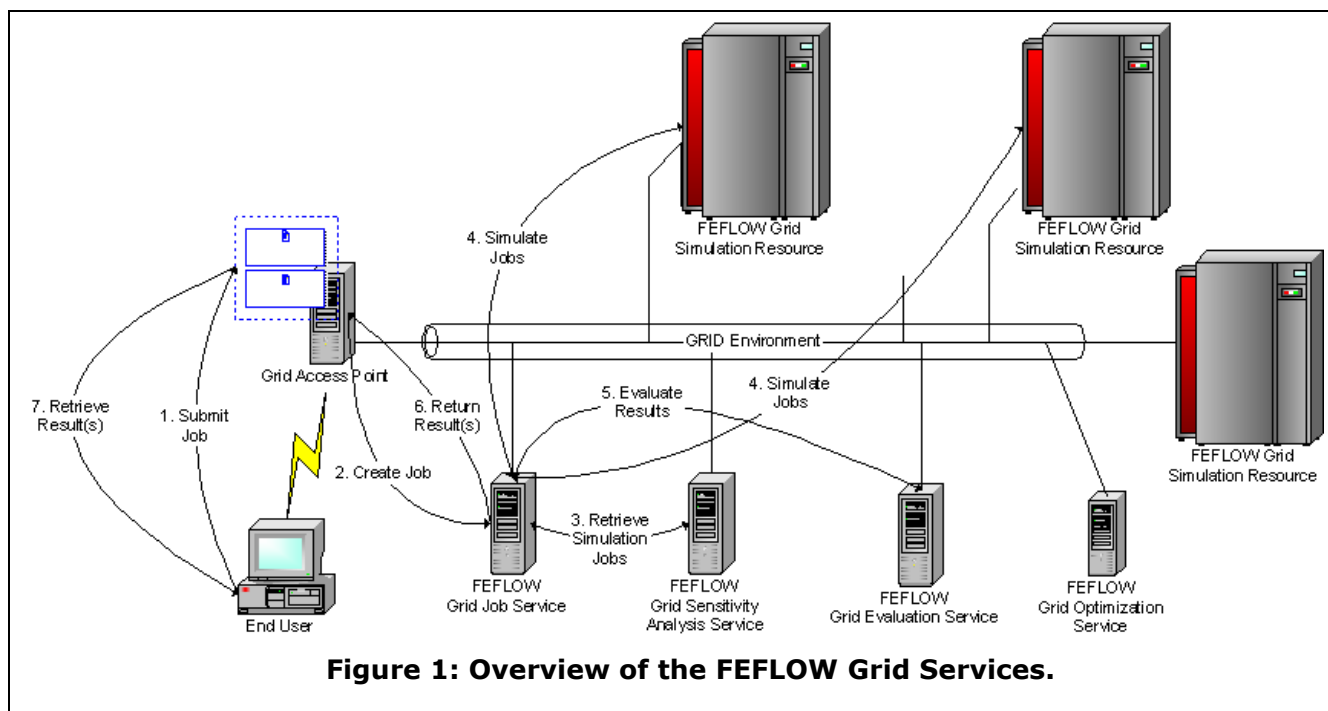 FEFLOW Grid
Simulation Resource
FEFLOW Grid
Simulation Resource
4. Simulate
Jobs
GRID Environment
Grid Access Point
7. Retrieve
Result(s)
1. Submit
Job
6. Return
Result(s)
5. Evaluate
Results
4. Simulate
Jobs
FEFLOW Grid
Simulation Resource
2. Create Job
3. Retrieve
Simulation
Jobs
End User
FEFLOW
Grid Job Service
FEFLOW
Grid Sensitivity
Analysis Service
FEFLOW
Grid Evaluation Service
FEFLOW
Grid Optimization
Service
Figure 1: Overview of the FEFLOW Grid Services.